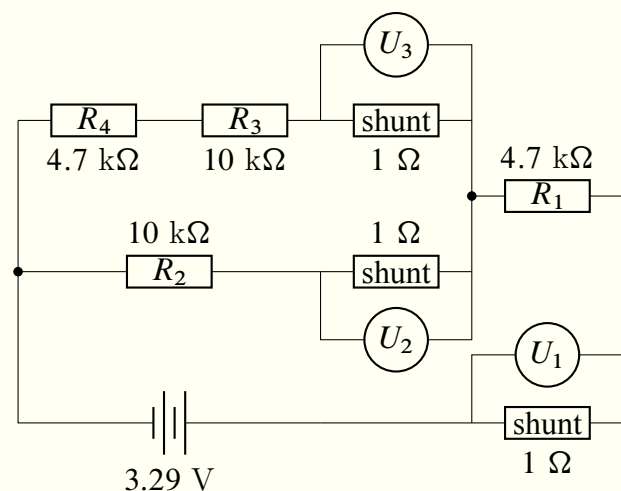 U3
R4 R3 shunt
4.7 kΩ 10 kΩ 1 Ω
4.7 kΩ
R1
10 kΩ 1 Ω
R2 shunt
U2
U1
shunt
1 Ω
3.29 V